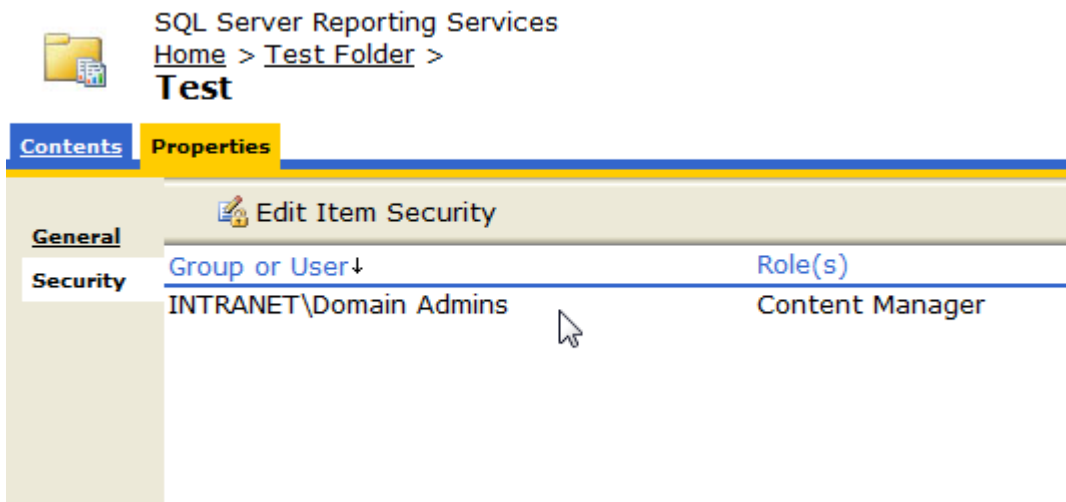 SQL Server Reporting Services
Home > Test Folder >
Test
Contents Properties
Edit Item Security
General
Security
Group or User↓ Role(s)
INTRANET\Domain Admins Content Manager